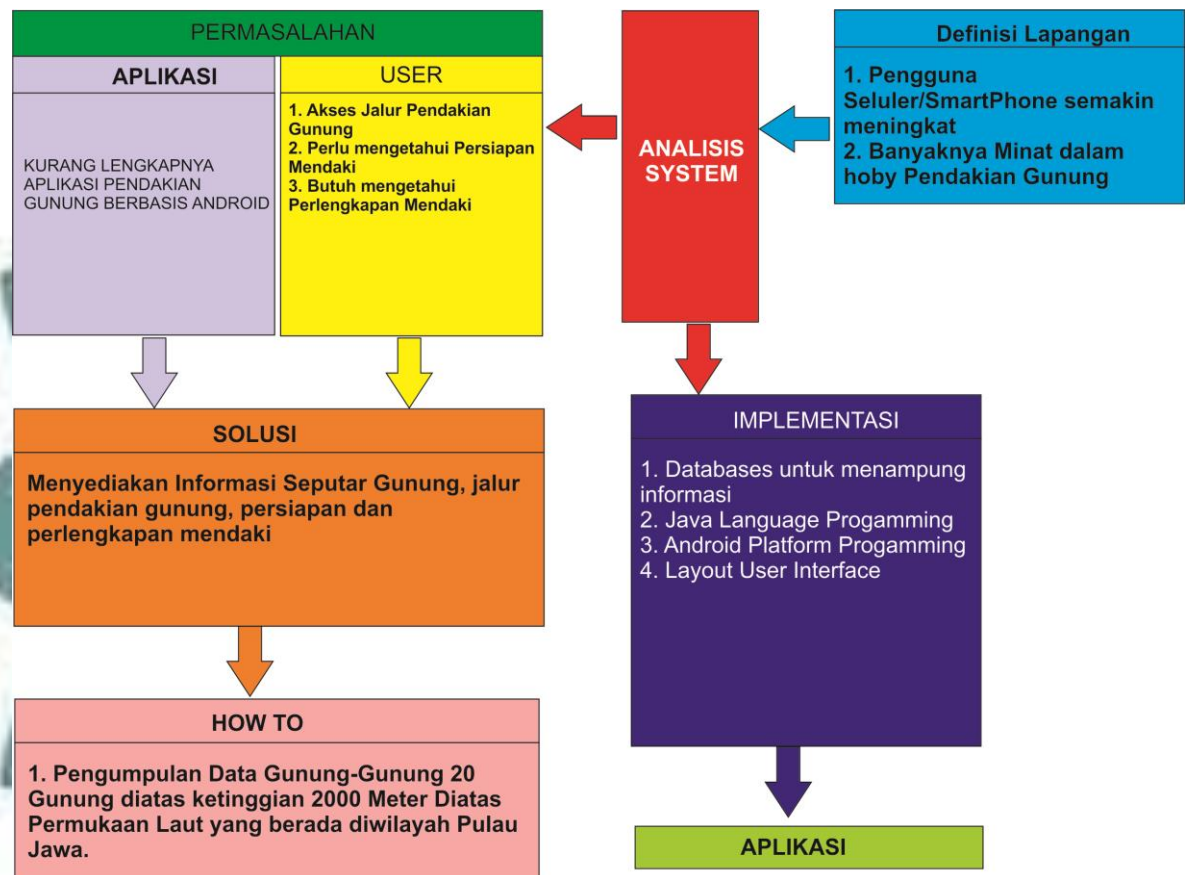 PERMASALAHAN
APLIKASI
KURANG LENGKAPNYA
APLIKASI PENDAKIAN
GUNUNG BERBASIS ANDROID
USER
1. Akses Jalur Pendakian
Gunung
2. Perlu mengetahui Persiapan
Mendaki
3. Butuh mengetahui
Perlengkapan Mendaki
ANALISIS
SYSTEM
Definisi Lapangan
1. Pengguna
Seluler/SmartPhone semakin
meningkat
2. Banyaknya Minat dalam
hoby Pendakian Gunung
SOLUSI
Menyediakan Informasi Seputar Gunung, jalur
pendakian gunung, persiapan dan
perlengkapan mendaki
IMPLEMENTASI
1. Databases untuk menampung
informasi
2. Java Language Progamming
3. Android Platform Progamming
4. Layout User Interface
HOW TO
1. Pengumpulan Data Gunung-Gunung 20
Gunung diatas ketinggian 2000 Meter Diatas
Permukaan Laut yang berada diwilayah Pulau
Jawa.
APLIKASI